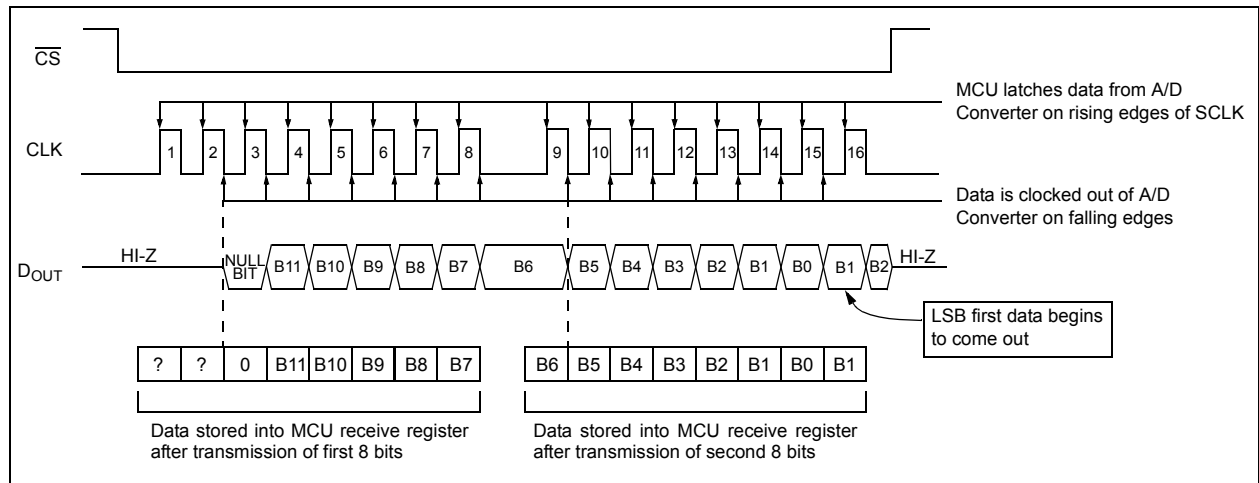 CS
MCU latches data from A/D
Converter on rising edges of SCLK
CLK
1 2 3 4 5 6 7 8 9 10 11 12 13 14 15 16
Data is clocked out of A/D
Converter on falling edges
DOUT
HI-Z
NULL
BIT
B11 B10 B9 B8 B7 B6 B5 B4 B3 B2 B1 B0 B1 B2
HI-Z
LSB first data begins
to come out
? ? 0 B11 B10 B9 B8 B7
B6 B5 B4 B3 B2 B1 B0 B1
Data stored into MCU receive register
after transmission of first 8 bits
Data stored into MCU receive register
after transmission of second 8 bits